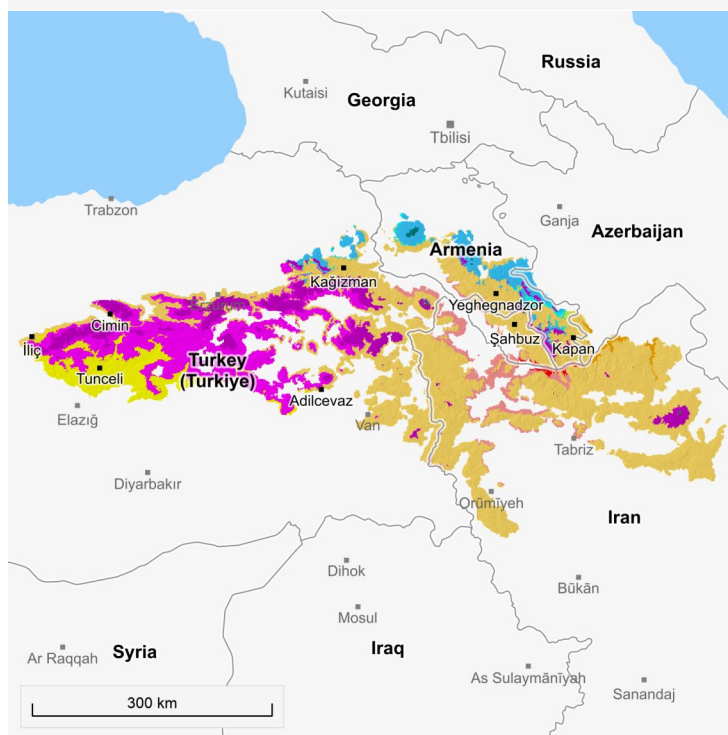 Russia
Kutaisi
Georgia
Tbilisi
Trabzon
Ganja
Azerbaijan
Armenia
Kağizman
Yeghegnadzor
Cimin
Şahbuz
Kapan
İliç
Turkey
(Turkiye)
Tunceli
Adilcevaz
Elazığ
Van
Tabriz
Diyarbakır
Orūmīyeh
Iran
Dihok
Būkān
Mosul
Syria
Iraq
Ar Raqqah
As Sulaymānīyah
Sanandaj
300 km